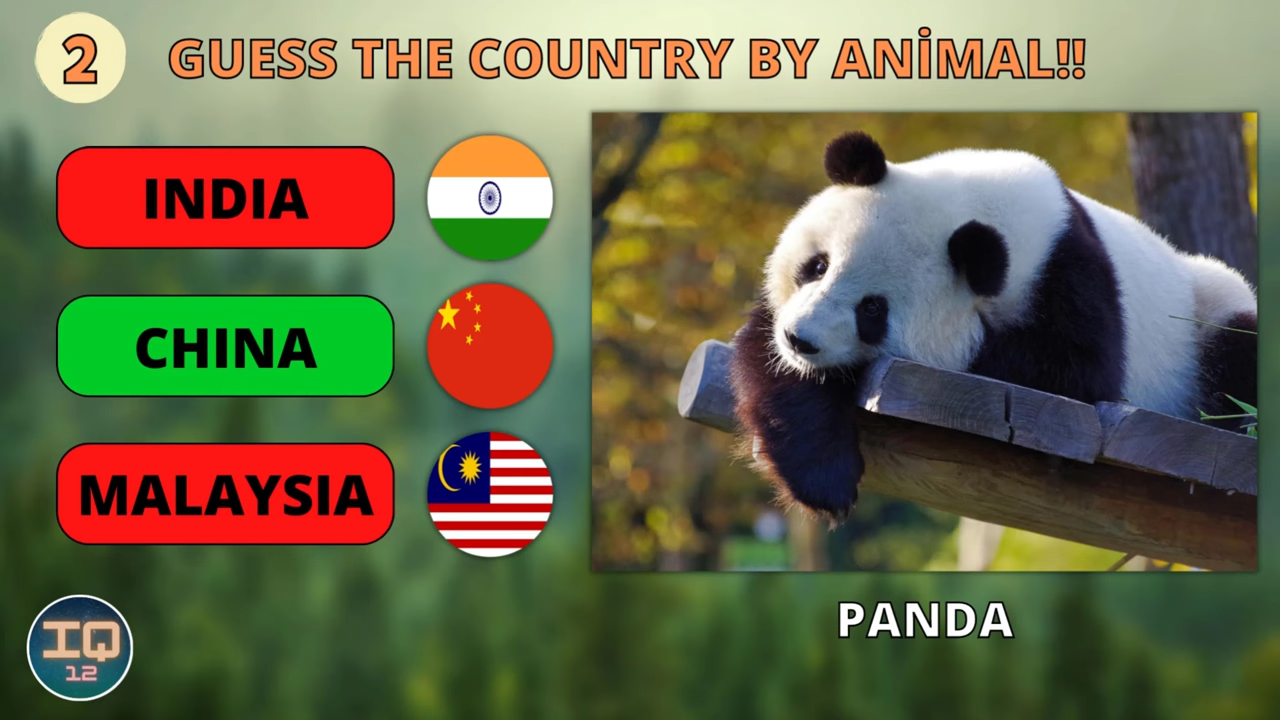 2
GUESS THE COUNTRY BY ANİMAL!!
INDIA
CHINA
MALAYSIA
PANDA
IQ
12